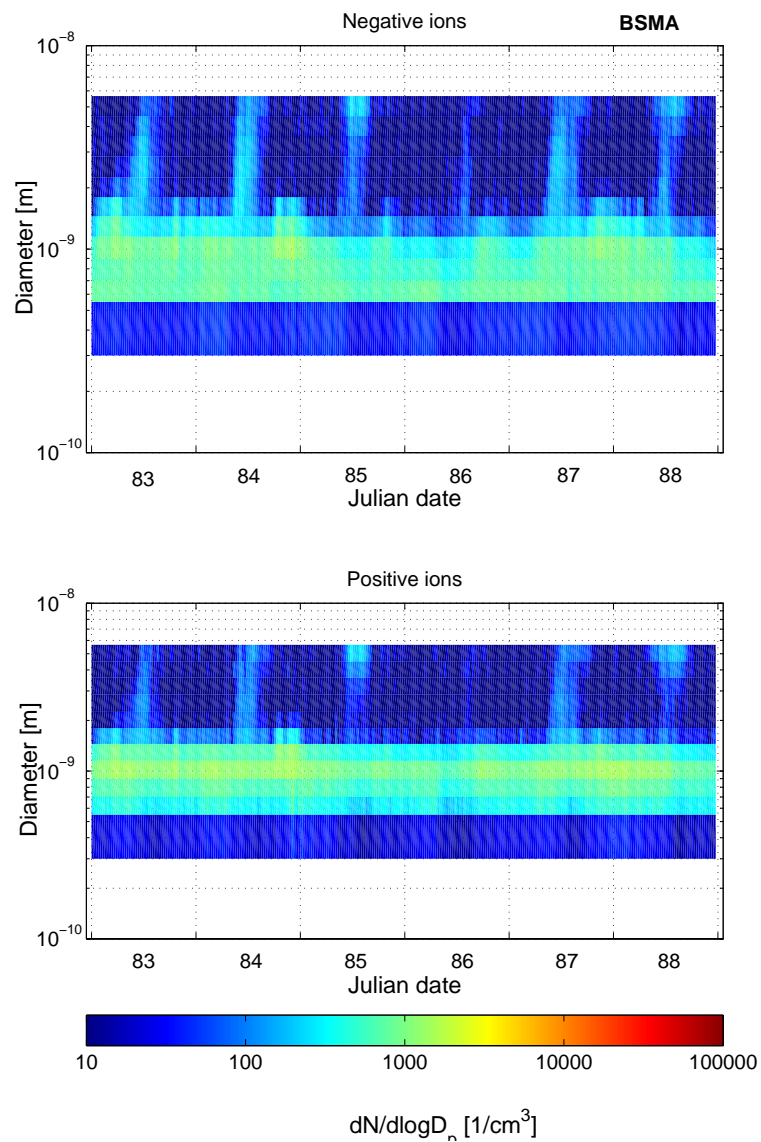 Negative ions BSMA
10⁻⁸
10⁻⁹
10⁻¹⁰
Diameter [m]
83 84 85 86 87 88
Julian date
Positive ions
10⁻⁸
10⁻⁹
10⁻¹⁰
Diameter [m]
83 84 85 86 87 88
Julian date
10 100 1000 10000 100000
dN/dlogD_p [1/cm³]